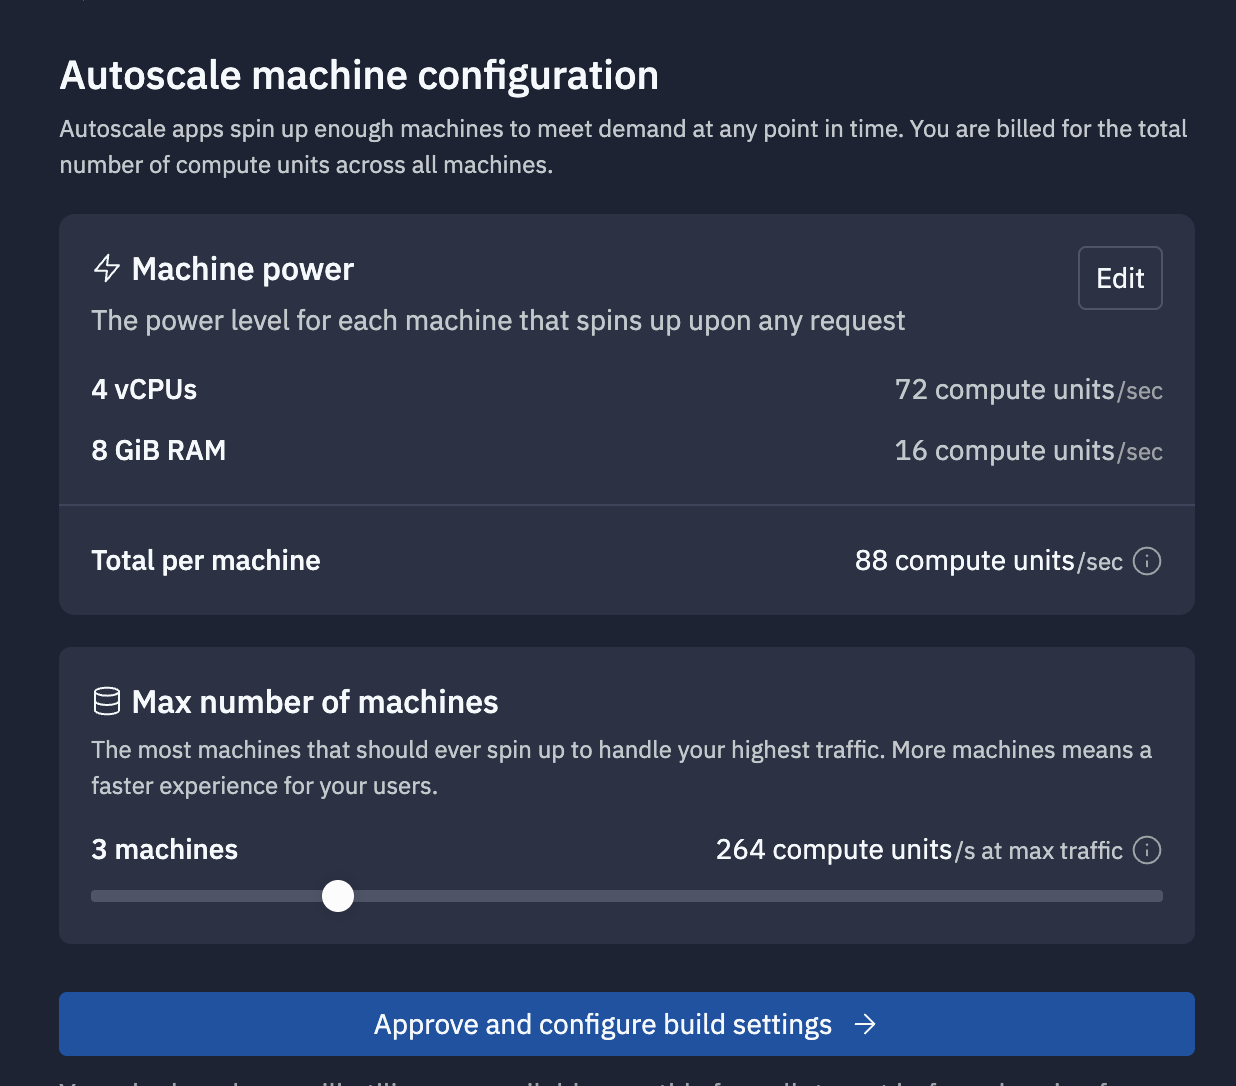 Autoscale machine configuration
Autoscale apps spin up enough machines to meet demand at any point in time. You are billed for the total
number of compute units across all machines.
Machine power
Edit
The power level for each machine that spins up upon any request
4 vCPUs
72 compute units/sec
8 GiB RAM
16 compute units/sec
Total per machine
88 compute units/sec
Max number of machines
The most machines that should ever spin up to handle your highest traffic. More machines means a
faster experience for your users.
3 machines
264 compute units/s at max traffic
Approve and configure build settings →